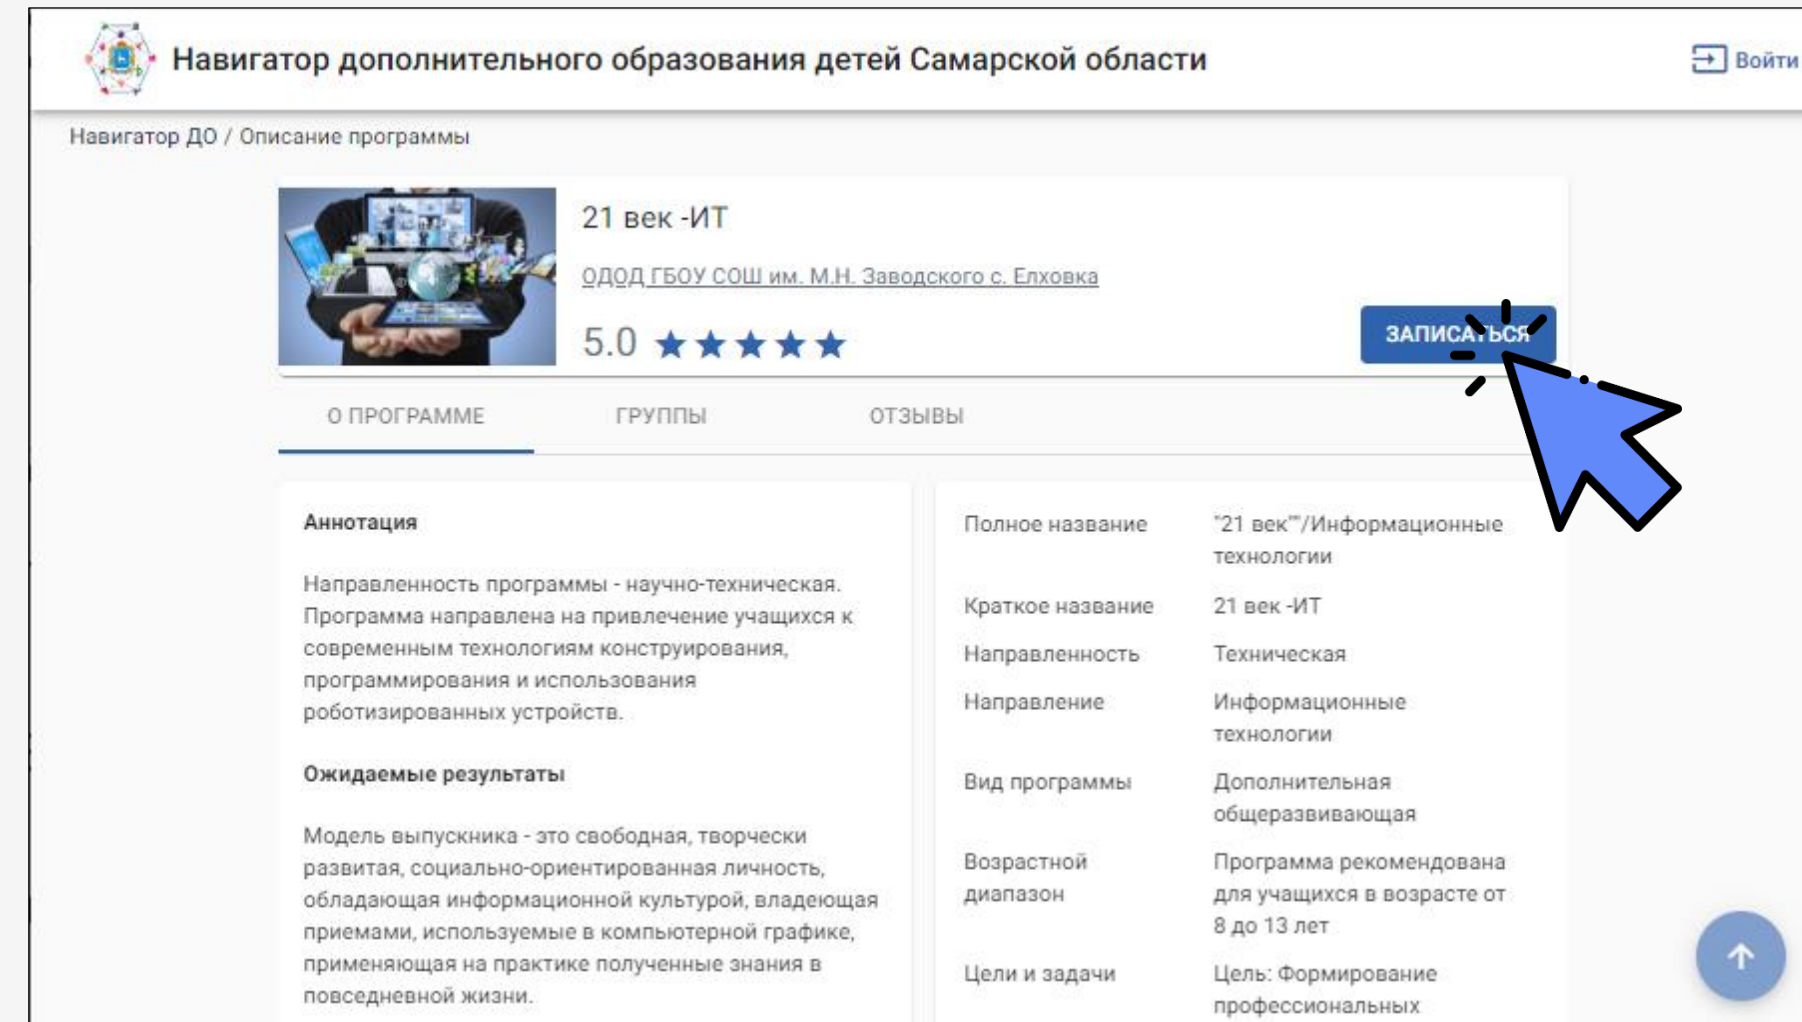 Навигатор дополнительного образования детей Самарской области
Войти
Навигатор ДО / Описание программы
21 век -ИТ
ОДОД ГБОУ СОШ им. М.Н. Заводского с. Елховка
5.0
ЗАПИСАТЬСЯ
О ПРОГРАММЕ
ГРУППЫ
ОТЗЫВЫ
Аннотация
Направленность программы - научно-техническая.
Программа направлена на привлечение учащихся к
современным технологиям конструирования,
программирования и использования
роботизированных устройств.
Ожидаемые результаты
Модель выпускника - это свободная, творчески
развитая, социально-ориентированная личность,
обладающая информационной культурой, владеющая
приемами, используемые в компьютерной графике,
применяющая на практике полученные знания в
повседневной жизни.
Полное название
"21 век""/Информационные
технологии
Краткое название
21 век -ИТ
Направленность
Техническая
Направление
Информационные
технологии
Вид программы
Дополнительная
общеразвивающая
Возрастной
диапазон
Программа рекомендована
для учащихся в возрасте от
8 до 13 лет
Цели и задачи
Цель: Формирование
профессиональных